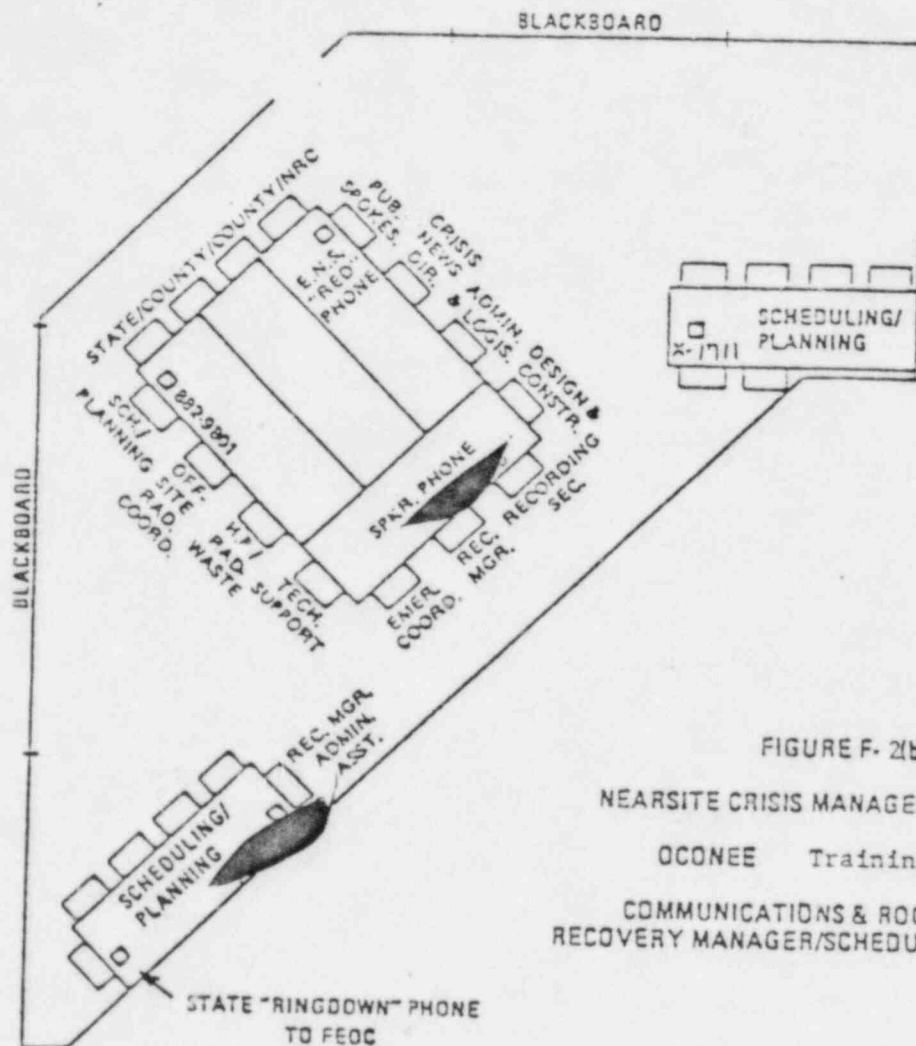 BLACKBOARD
STATE/COUNTY/NRC
E.N.S.
"RED"
PHONE
PUB.
SPOKES.
CRISIS
NEWS
DIR.
ADMIN.
& LOGIS.
DESIGN &
CONSTR.
RECORDING
SEC.
REC.
MGR.
EMER.
COORD.
SPKR. PHONE
882-9801
SCH./
PLANNING
OFF.
SITE
RAD.
COORD.
H.P./
RAD.
WASTE
TECH.
SUPPORT
SCHEDULING/
PLANNING
X-1711
BLACKBOARD
REC. MGR.
ADMIN.
ASST.
SCHEDULING/
PLANNING
STATE "RINGDOWN" PHONE
TO FEOC
FIGURE F-2(b
NEARSITE CRISIS MANAGE
OCONEE Trainin
COMMUNICATIONS & ROO
RECOVERY MANAGER/SCHEDU